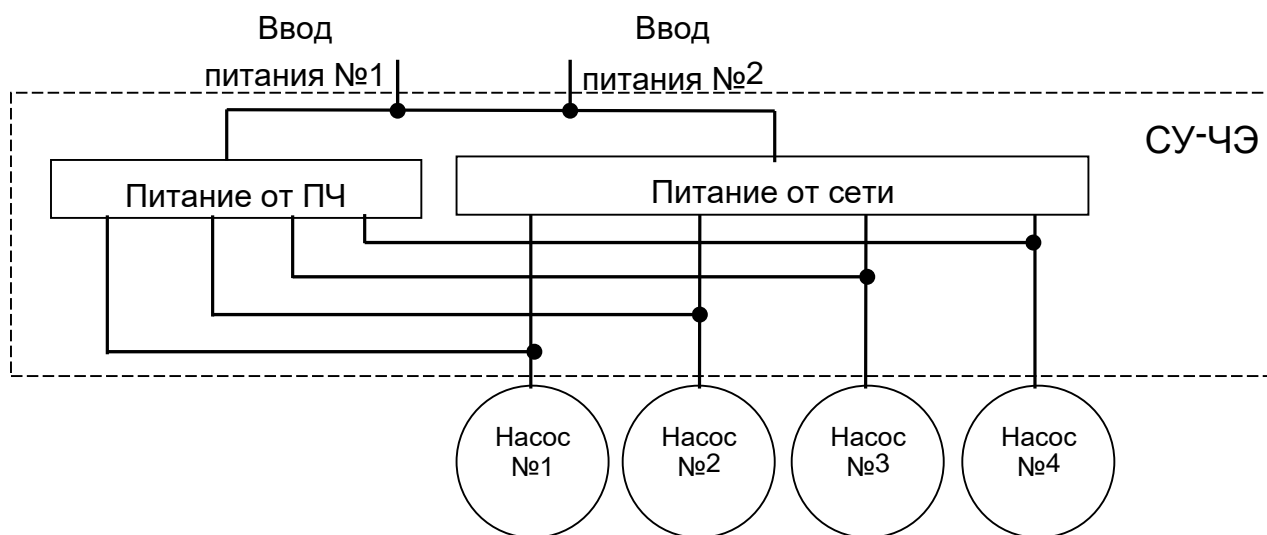 Ввод
питания №1
Ввод
питания №2
СУ-ЧЭ
Питание от ПЧ
Питание от сети
Насос
№1
Насос
№2
Насос
№3
Насос
№4